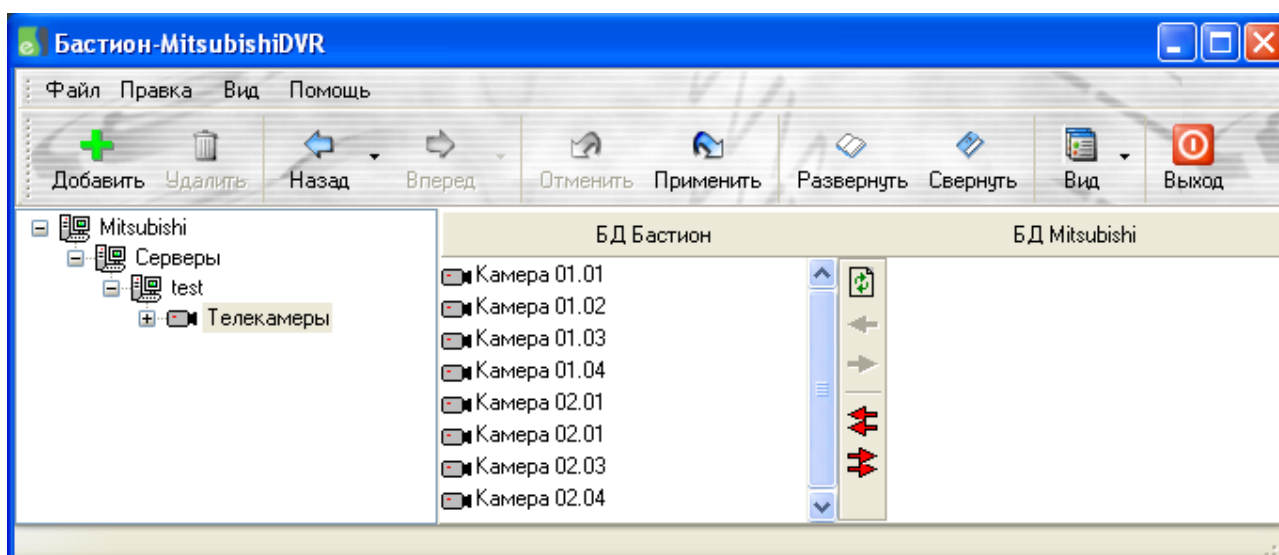 Бастион-MitsubishiDVR
Файл Правка Вид Помощь
Добавить Удалить Назад Вперед Отменить Применить Развернуть Свернуть Вид Выход
Mitsubishi
Серверы
test
Телекамеры
БД Бастион БД Mitsubishi
Камера 01.01
Камера 01.02
Камера 01.03
Камера 01.04
Камера 02.01
Камера 02.01
Камера 02.03
Камера 02.04